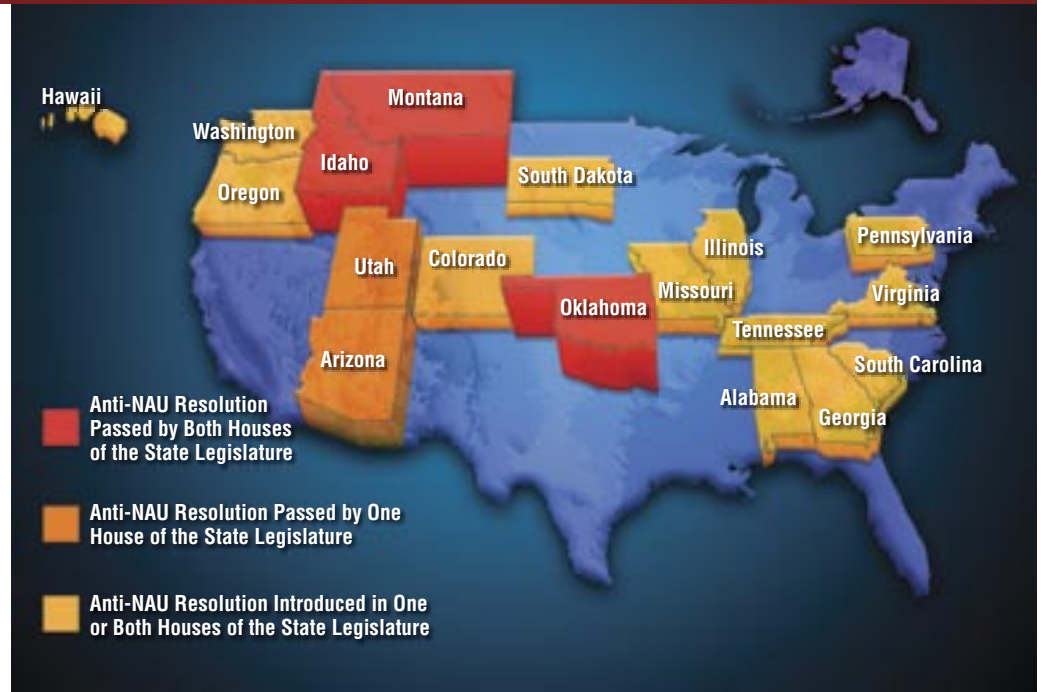 Hawaii
Montana
Washington
Idaho
South Dakota
Oregon
Pennsylvania
Illinois
Colorado
Utah
Missouri
Virginia
Oklahoma
Tennessee
Arizona
South Carolina
Alabama
Georgia
Anti-NAU Resolution
Passed by Both Houses
of the State Legislature
Anti-NAU Resolution Passed by One
House of the State Legislature
Anti-NAU Resolution Introduced in One
or Both Houses of the State Legislature